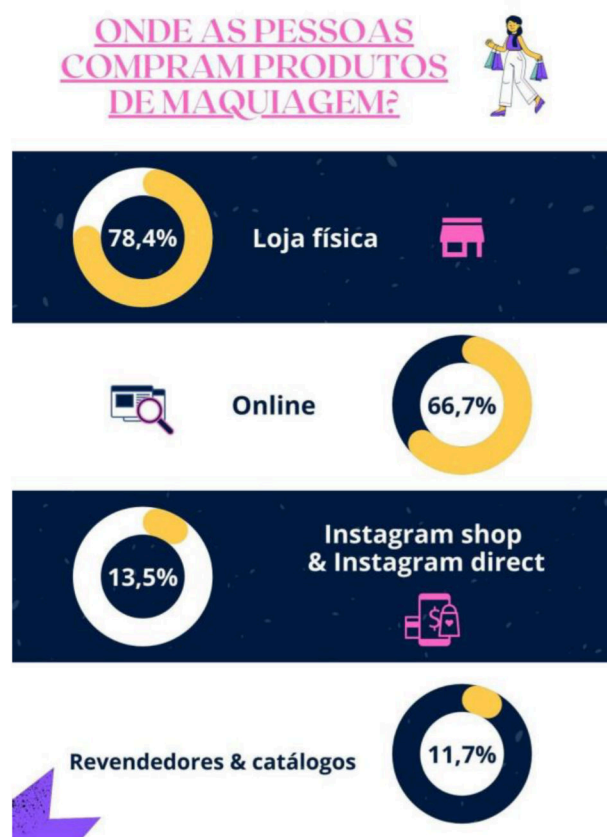 ONDE AS PESSOAS
COMPRAM PRODUTOS
DE MAQUIAGEM?
78,4%
Loja física
Online
66,7%
13,5%
Instagram shop
& Instagram direct
$
Revendedores & catálogos
11,7%